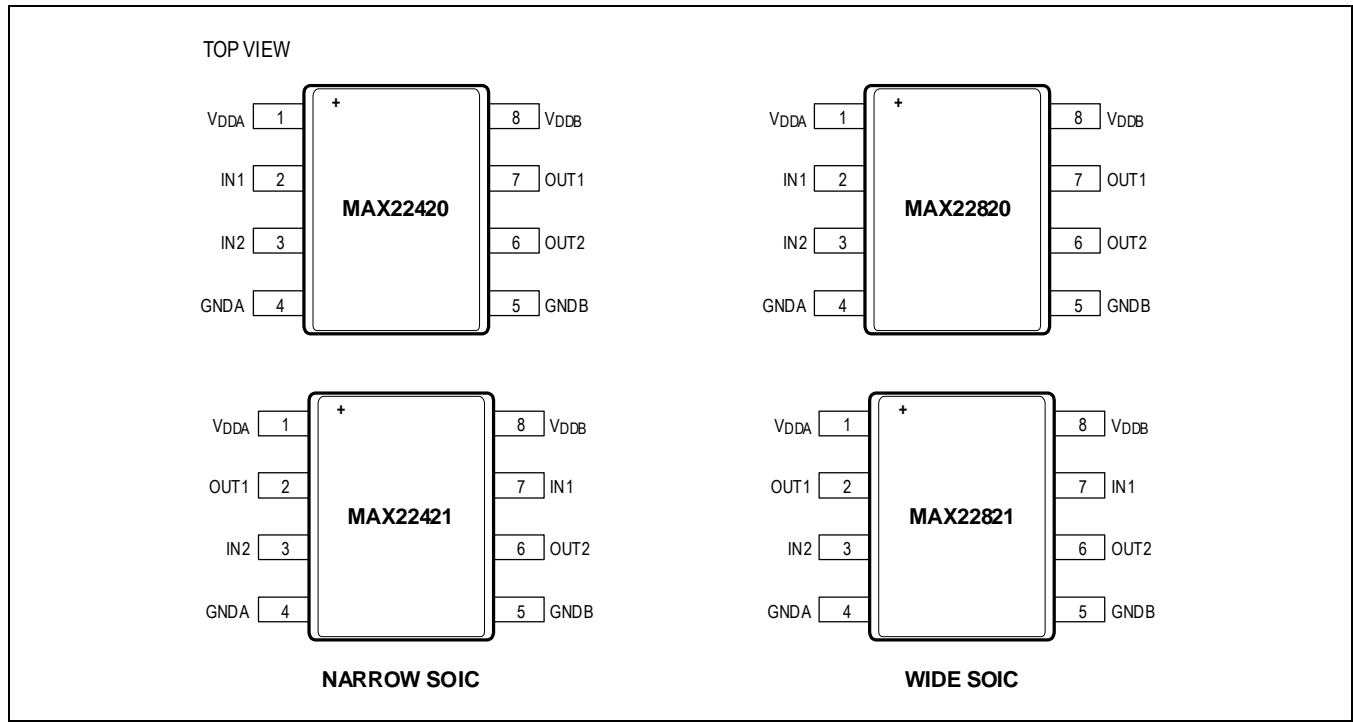 TOP VIEW
+ +
VDDA 1 8 VDDB VDDA 1 8 VDDB
IN1 2 7 OUT1 IN1 2 7 OUT1
MAX22420 MAX22820
IN2 3 6 OUT2 IN2 3 6 OUT2
GNDA 4 5 GNDB GNDA 4 5 GNDB
+ +
VDDA 1 8 VDDB VDDA 1 8 VDDB
OUT1 2 7 IN1 OUT1 2 7 IN1
MAX22421 MAX22821
IN2 3 6 OUT2 IN2 3 6 OUT2
GNDA 4 5 GNDB GNDA 4 5 GNDB
NARROW SOIC WIDE SOIC